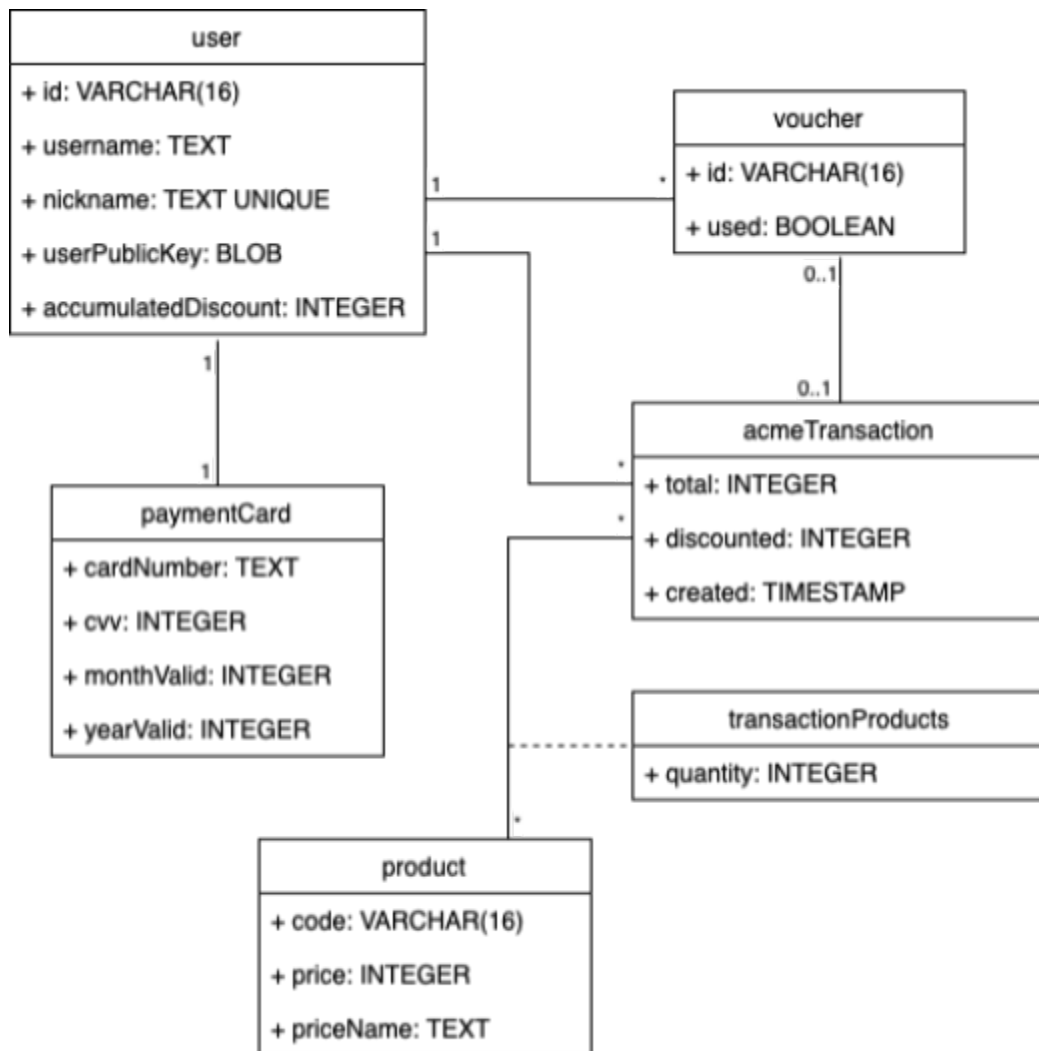 user
+ id: VARCHAR(16)
+ username: TEXT
+ nickname: TEXT UNIQUE
+ userPublicKey: BLOB
+ accumulatedDiscount: INTEGER
1
*
1
voucher
+ id: VARCHAR(16)
+ used: BOOLEAN
0..1
0..1
1
1
acmeTransaction
+ total: INTEGER
+ discounted: INTEGER
+ created: TIMESTAMP
*
*
paymentCard
+ cardNumber: TEXT
+ cvv: INTEGER
+ monthValid: INTEGER
+ yearValid: INTEGER
transactionProducts
+ quantity: INTEGER
*
product
+ code: VARCHAR(16)
+ price: INTEGER
+ priceName: TEXT